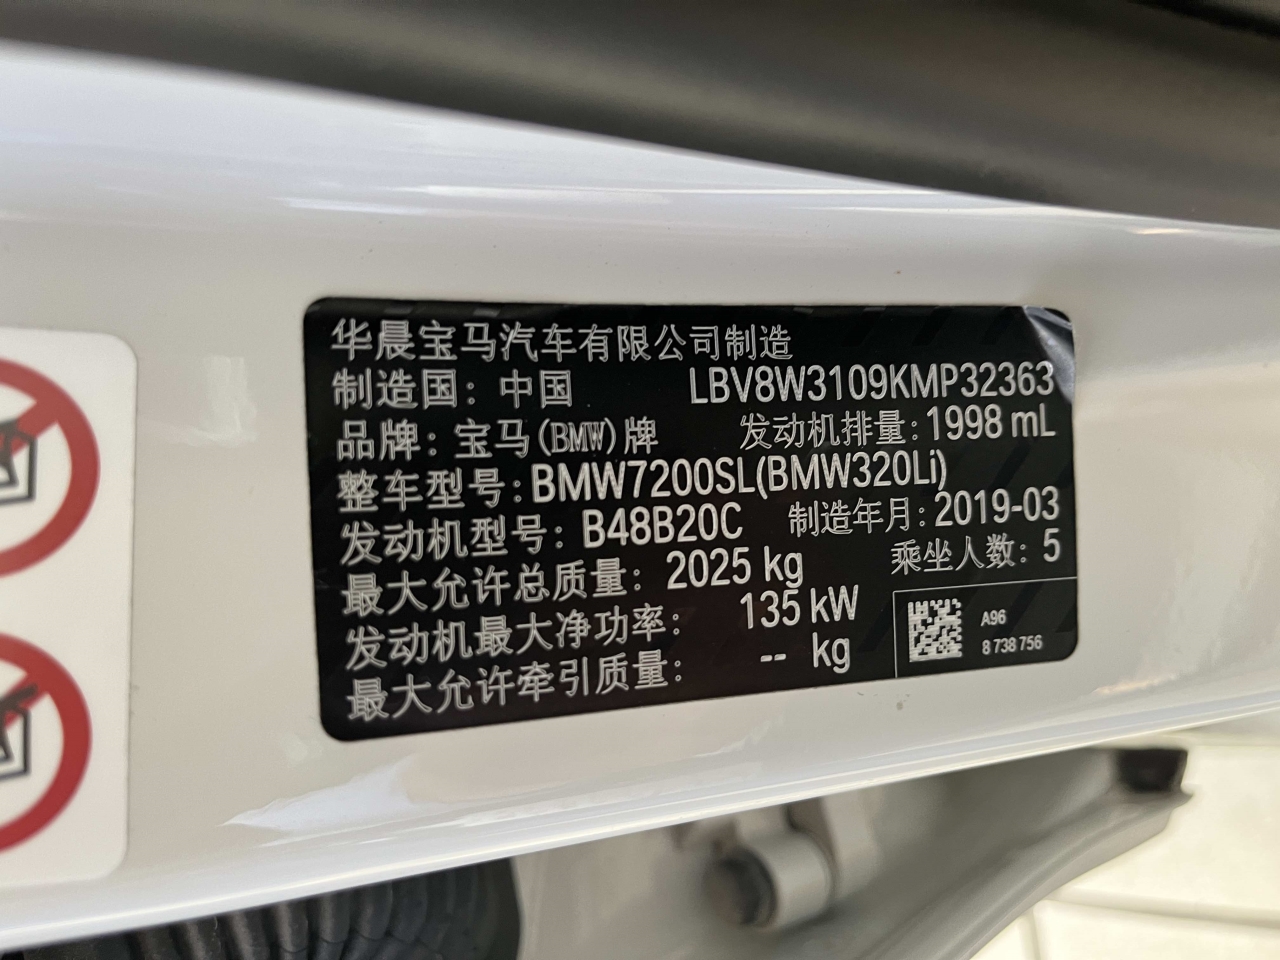 华晨宝马汽车有限公司制造
制造国：中国 LBV8W3109KMP32363
品牌：宝马(BMW)牌 发动机排量：1998 mL
整车型号：BMW7200SL(BMW320Li)
发动机型号：B48B20C 制造年月：2019-03
最大允许总质量：2025 kg 乘坐人数：5
发动机最大净功率：135 kW
最大允许牵引质量：-- kg
A96
8 738 756